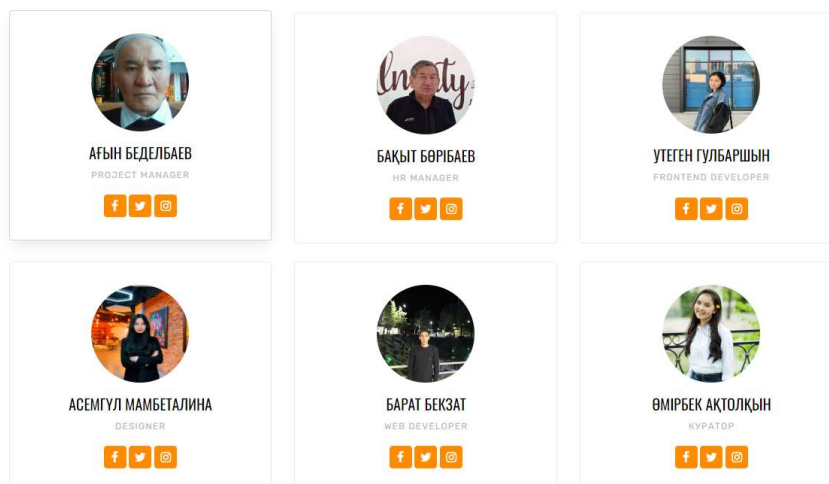 АҒЫН БЕДЕЛБАЕВ
PROJECT MANAGER
БАҚЫТ БӨРІБАЕВ
HR MANAGER
УТЕГЕН ГУЛБАРШЫН
FRONTEND DEVELOPER
АСЕМГҮЛ МАМБЕТАЛИНА
DESIGNER
БАРАТ БЕКЗАТ
WEB DEVELOPER
ӨМІРБЕК АҚТОЛҚЫН
КУРАТОР